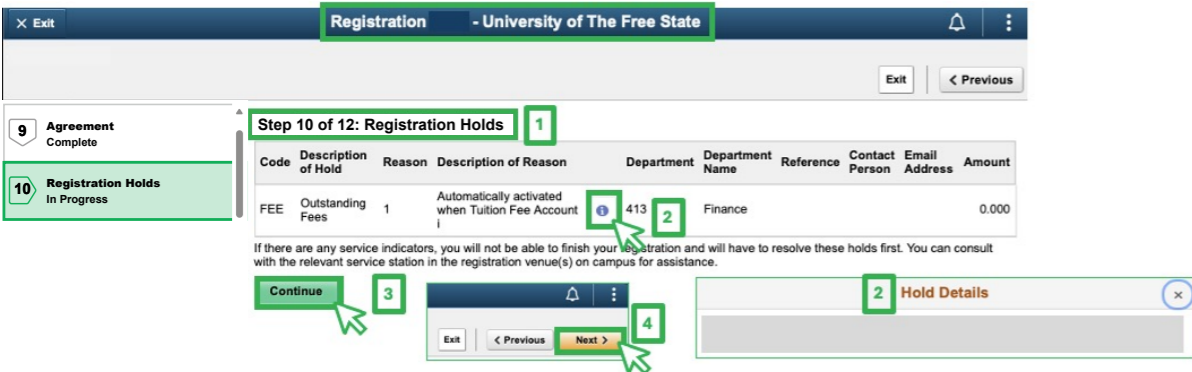 × Exit
Registration - University of The Free State
Exit
< Previous
9
Agreement
Complete
10
Registration Holds
In Progress
Step 10 of 12: Registration Holds
1
Code Description of Hold Reason Description of Reason Department Department Name Reference Contact Person Email Address Amount
FEE Outstanding Fees 1 Automatically activated when Tuition Fee Account i 413 Finance 0.000
2
If there are any service indicators, you will not be able to finish your registration and will have to resolve these holds first. You can consult
with the relevant service station in the registration venue(s) on campus for assistance.
Continue
3
Exit
< Previous
Next >
4
2
Hold Details
×